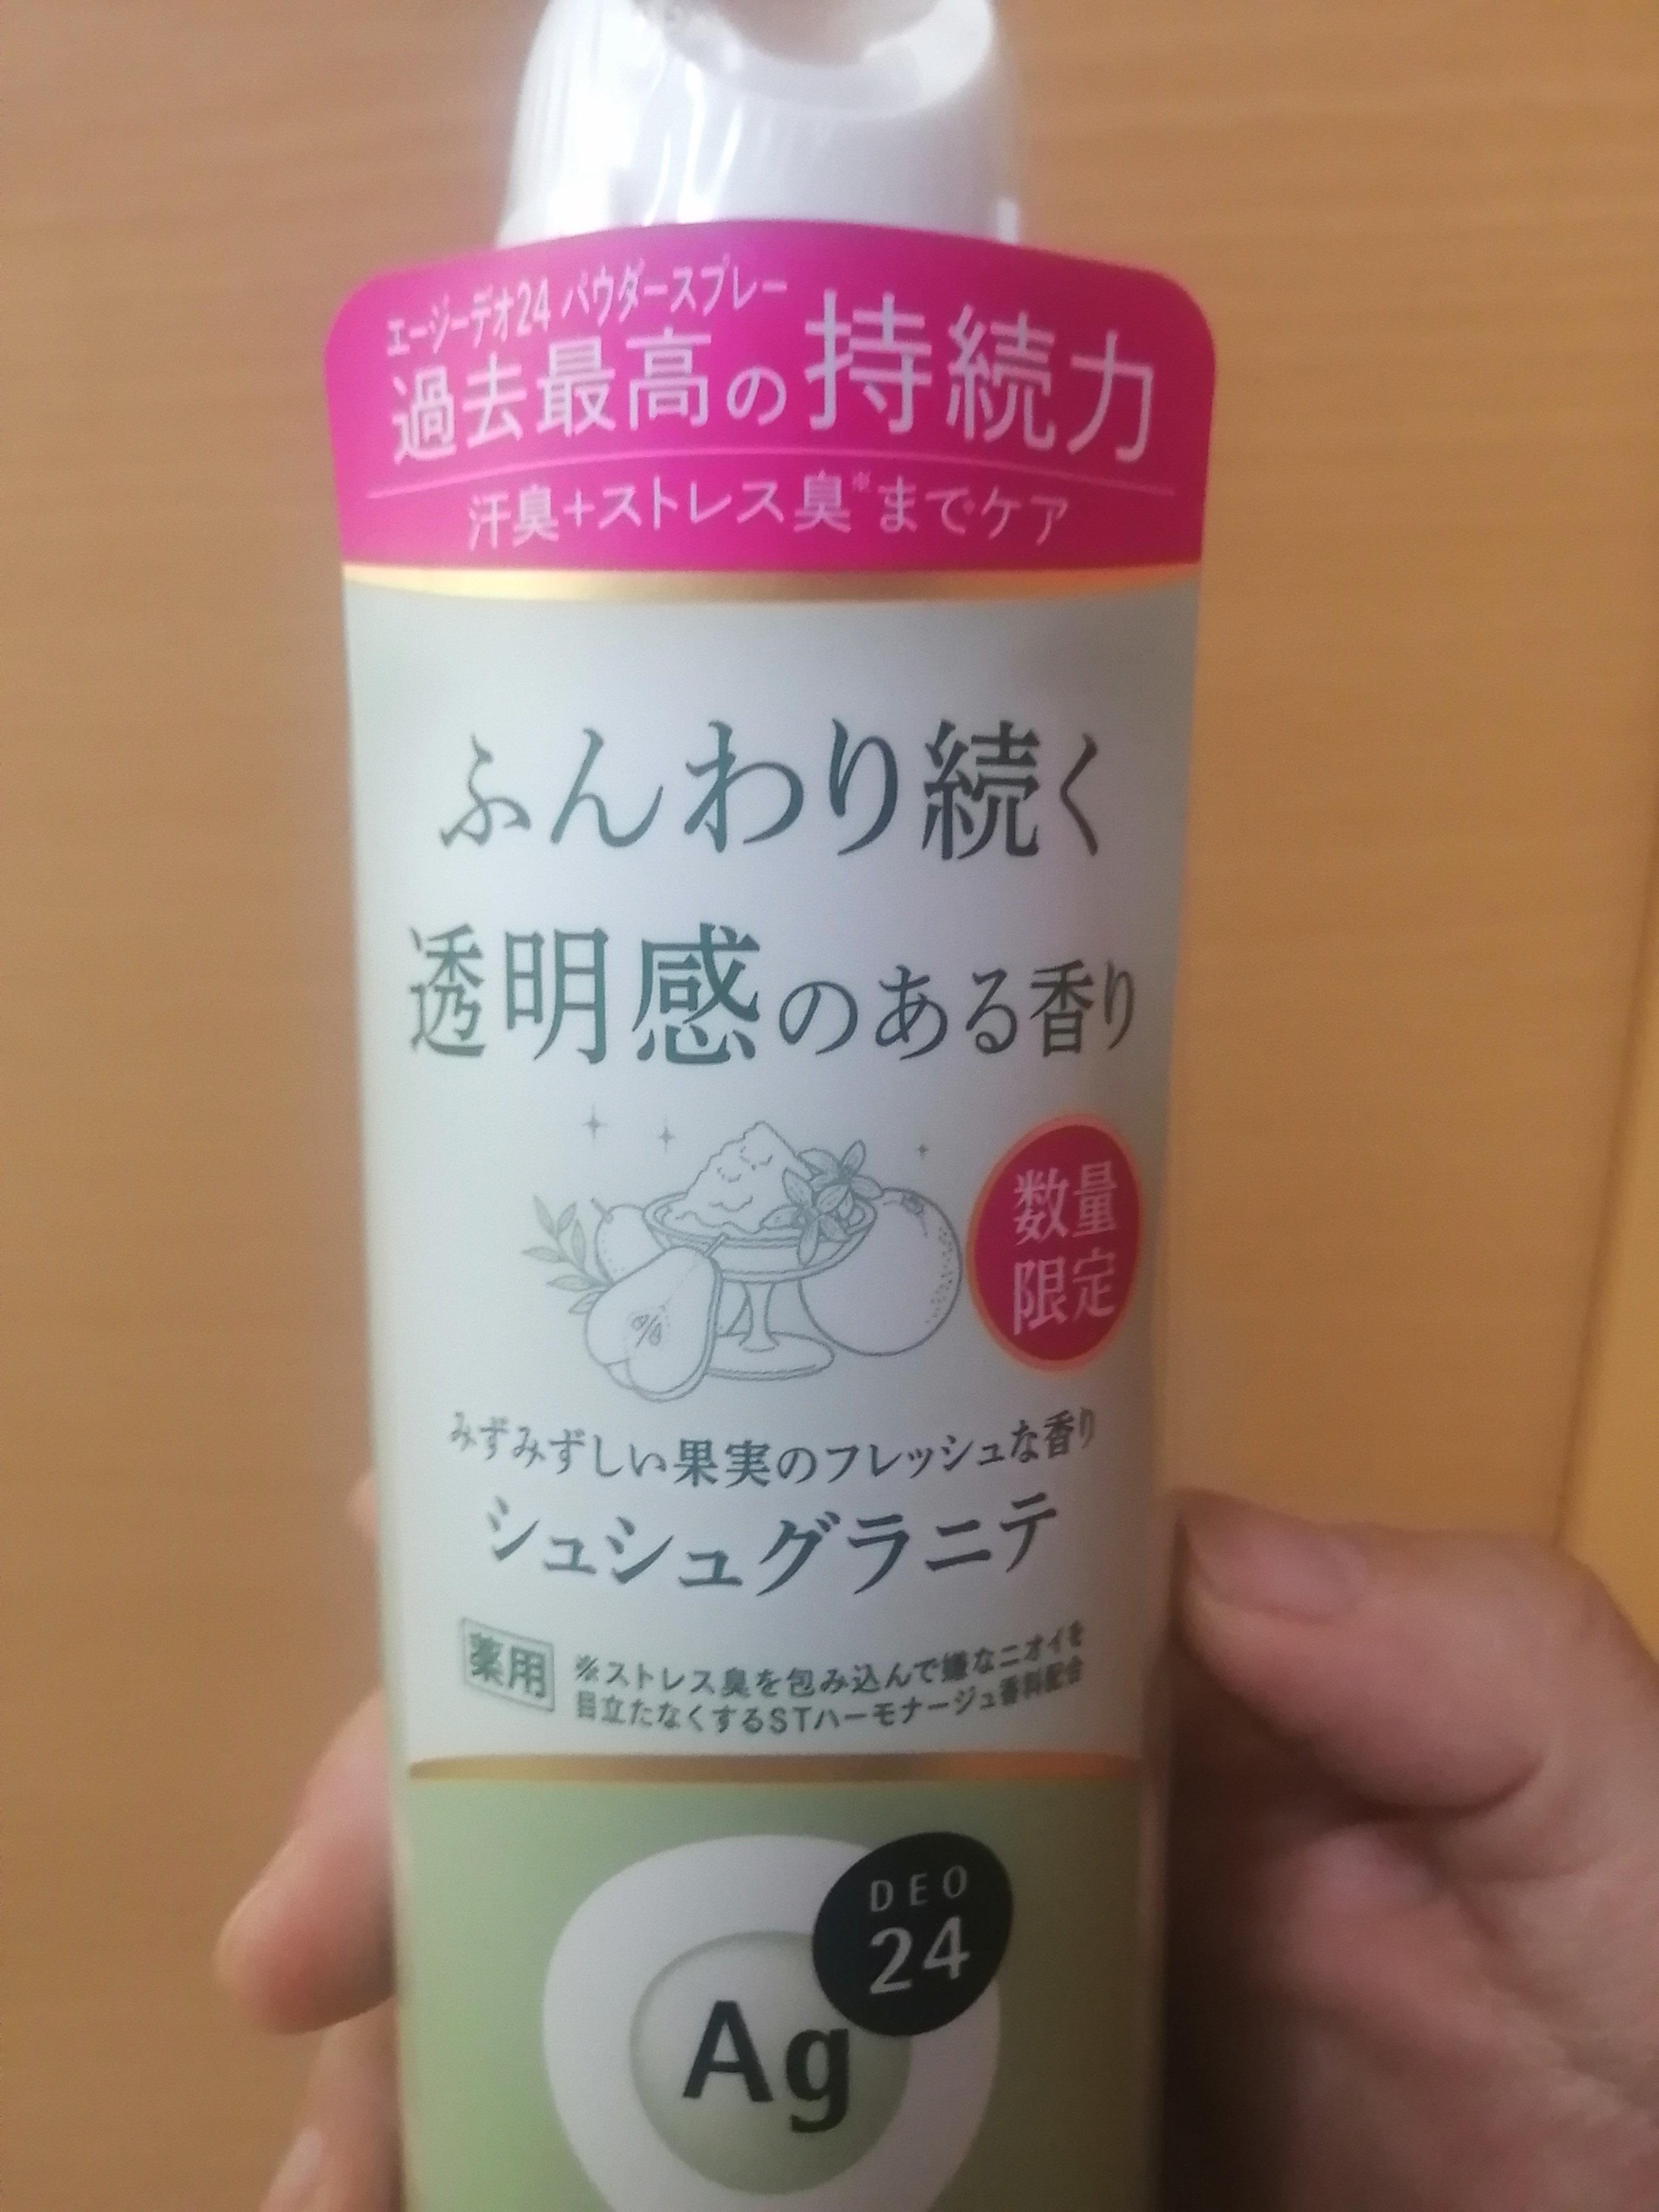 エージーデオ24 パウダースプレー
過去最高の持続力
汗臭+ストレス臭※までケア
ふんわり続く
透明感のある香り
数量
限定
みずみずしい果実のフレッシュな香り
シュシュグラニテ
薬用
※ストレス臭を包み込んで嫌なニオイを
目立たなくするSTハーモナージュ香料配合
DEO
24
Ag